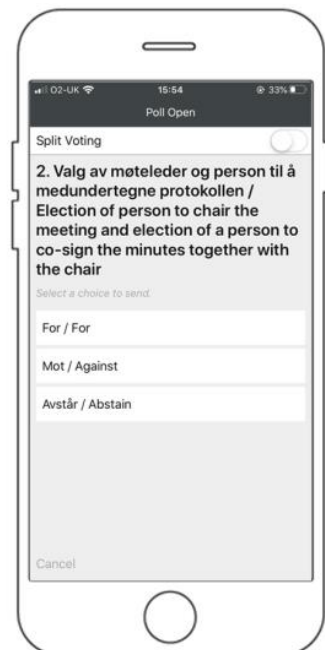 O2-UK 15:54 33%
Poll Open
Split Voting
2. Valg av møteleder og person til å
medundertegne protokollen /
Election of person to chair the
meeting and election of a person to
co-sign the minutes together with
the chair
Select a choice to send.
For / For
Mot / Against
Avstår / Abstain
Cancel